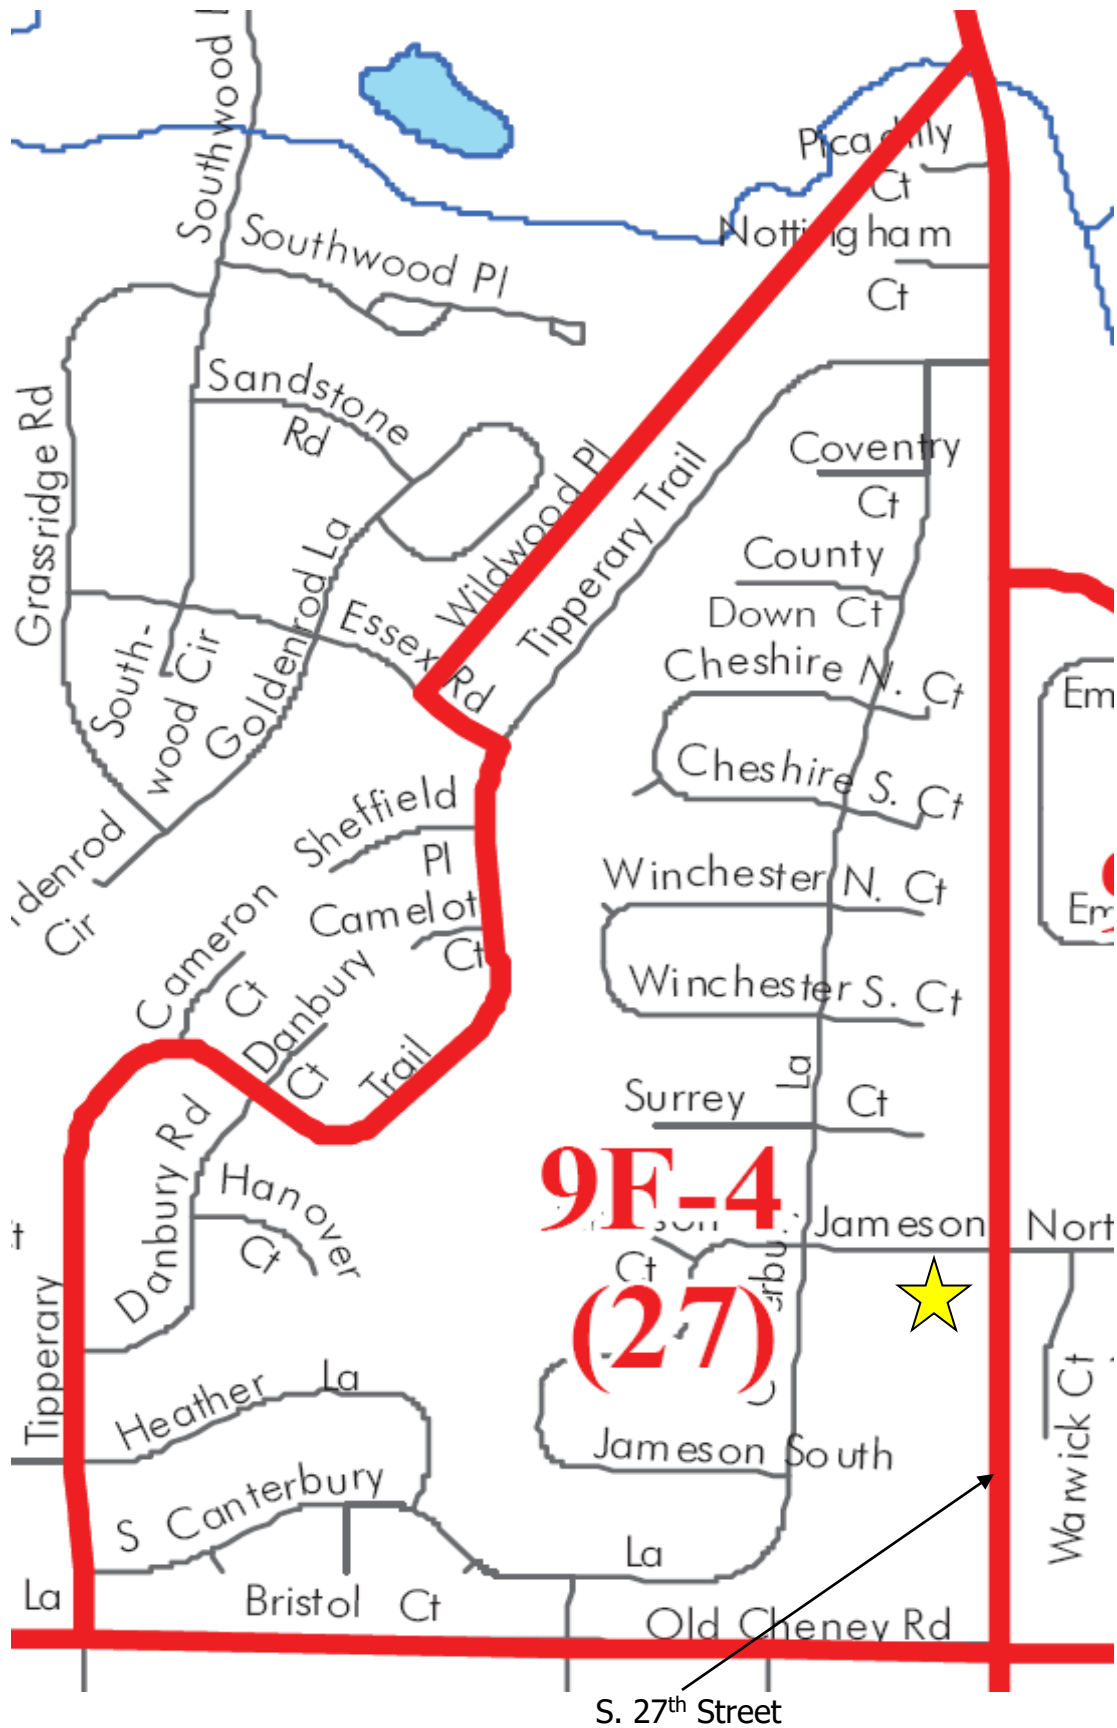 Southwood
Picadilly
Ct
Nottingham
Ct
Southwood Pl
Sandstone
Rd
Grassridge Rd
Coventry
Ct
Wildwood Pl
Tipperary Trail
County
Down Ct
Goldenrod La
Essex Rd
South-
wood Cir
Cheshire N. Ct
Em
Cheshire S. Ct
Sheffield
Pl
denrod
Cir
Winchester N. Ct
Camelot
Ct
Em
Cameron
Ct
Danbury
Ct
Winchester S. Ct
Trail
La
Surrey Ct
Danbury Rd
Hanover
Ct
9F-4
(27)
Jameson Nort
Ct
Tipperary
Heather La
Warwick Ct
Jameson South
S Canterbury
La
La
Bristol Ct
Old Cheney Rd
S. 27th Street